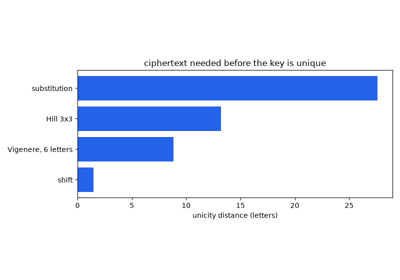 ciphertext needed before the key is unique
substitution
Hill 3x3
Vigenere, 6 letters
shift
0 5 10 15 20 25
unicity distance (letters)